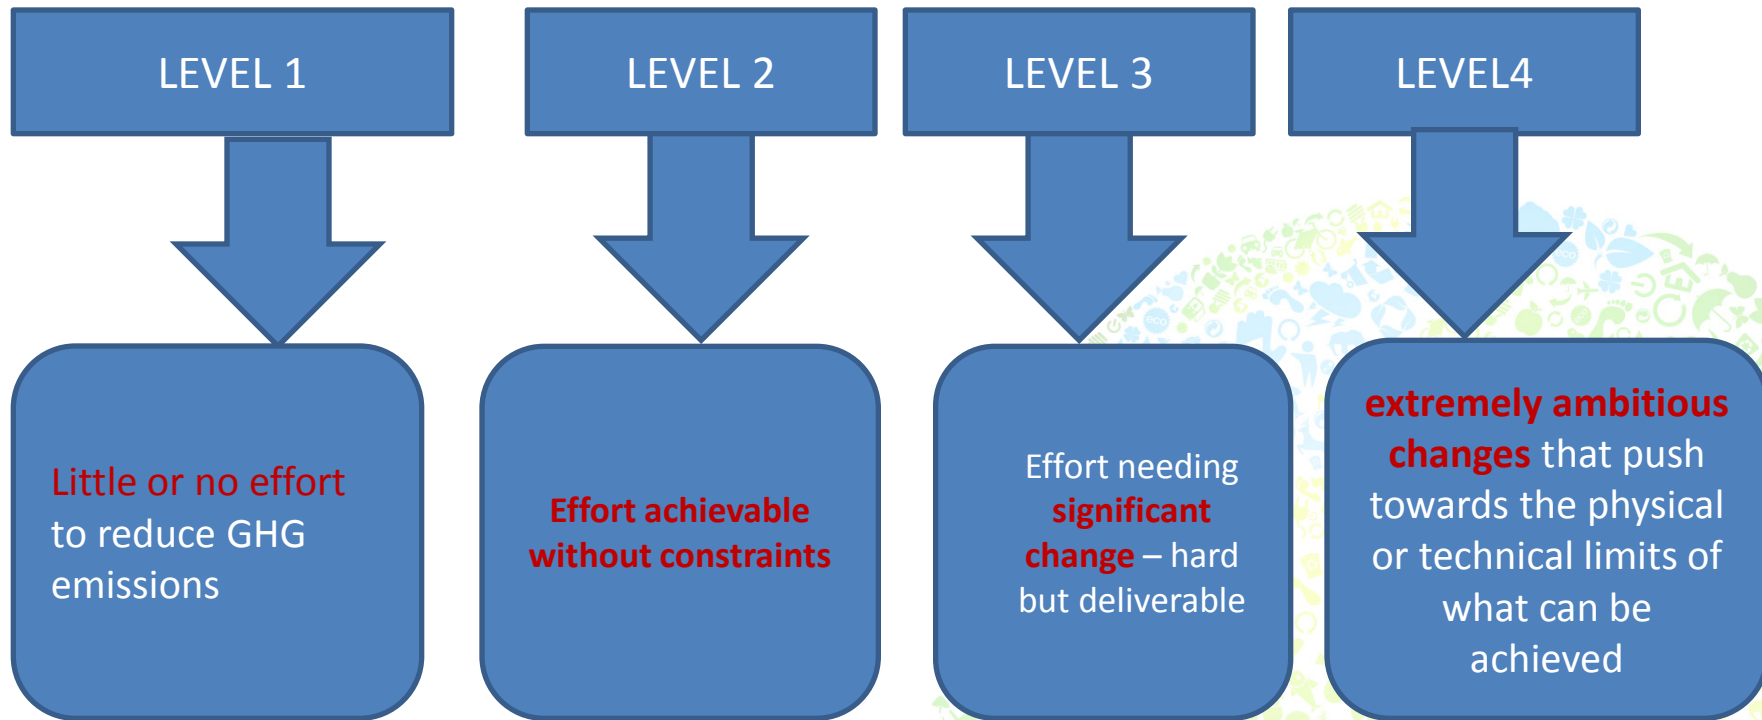 LEVEL 1
LEVEL 2
LEVEL 3
LEVEL4
Little or no effort
to reduce GHG
emissions
Effort achievable
without constraints
Effort needing
significant
change – hard
but deliverable
extremely ambitious
changes that push
towards the physical
or technical limits of
what can be
achieved
eco
eco